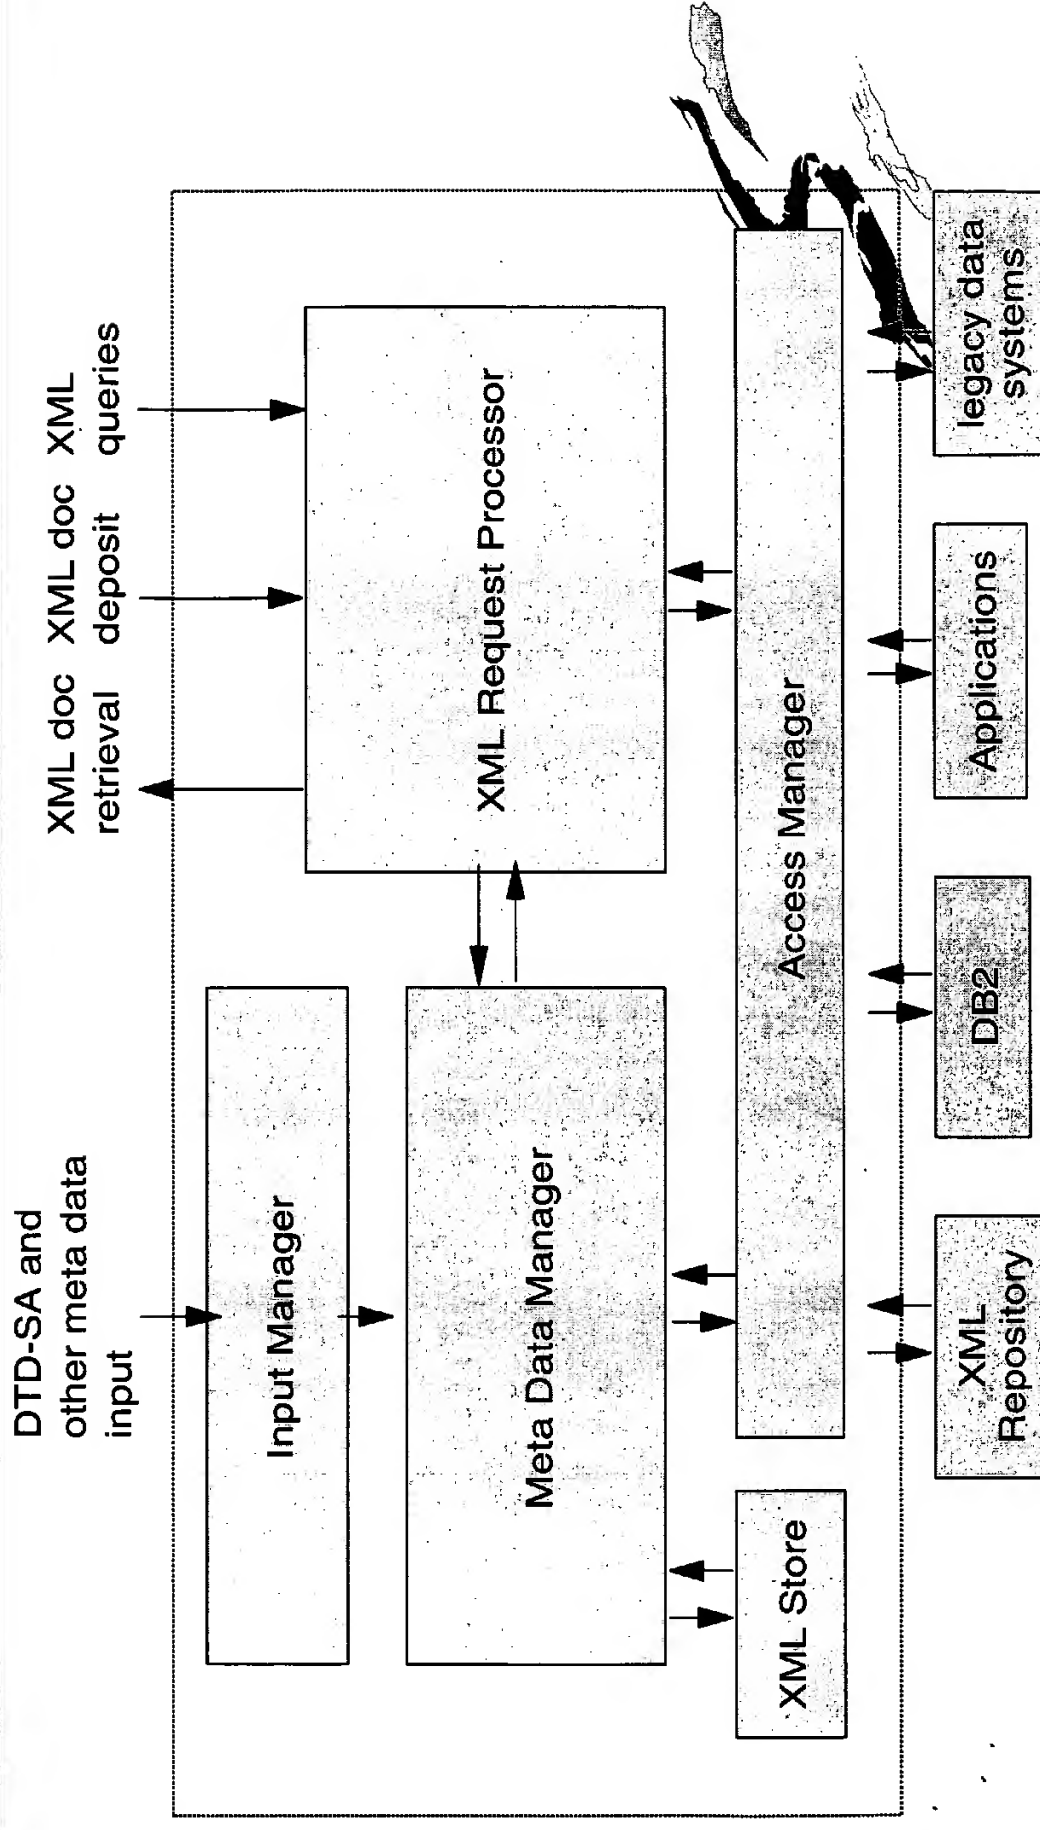 DTD-SA and
other meta data
input
XML doc
retrieval
XML doc
deposit
XML
queries
Input Manager
Meta Data Manager
XML Request Processor
XML Store
Access Manager
XML
Repository
DB2
Applications
legacy data
systems